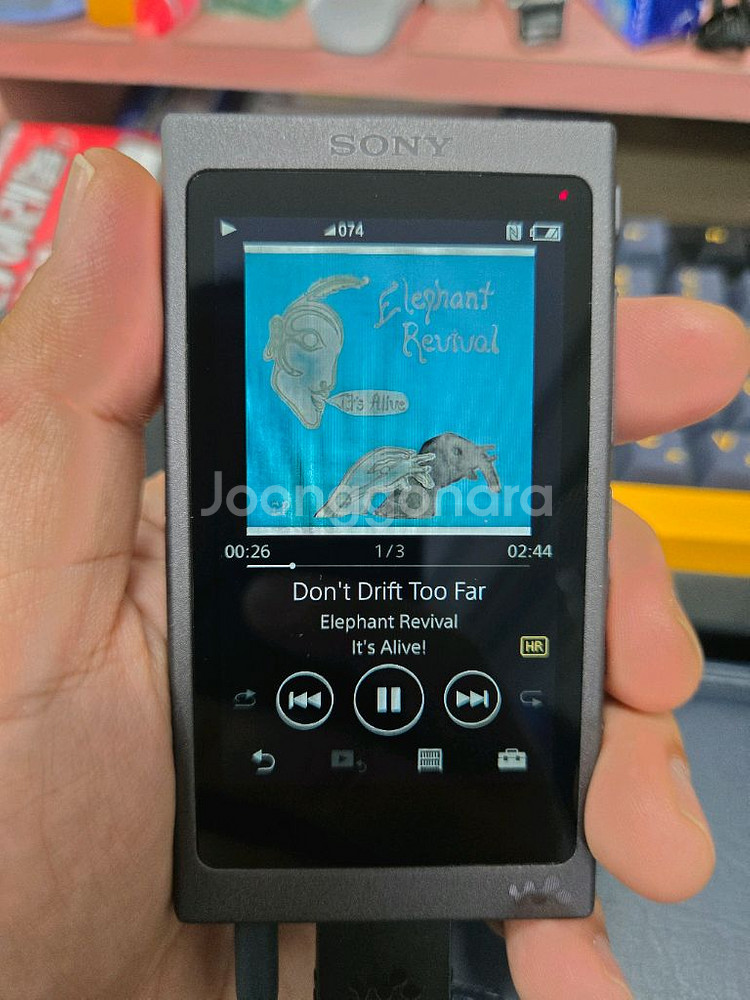 SONY
074
Elephant
Revival
It's Alive
Joonggonara
00:26 1/3 02:44
Don't Drift Too Far
Elephant Revival
It's Alive!
HR